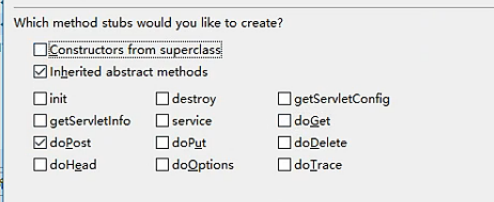 Which method stubs would you like to create?
Constructors from superclass
Inherited abstract methods
init destroy getServletConfig
getServletInfo service doGet
doPost doPut doDelete
doHead doOptions doTrace